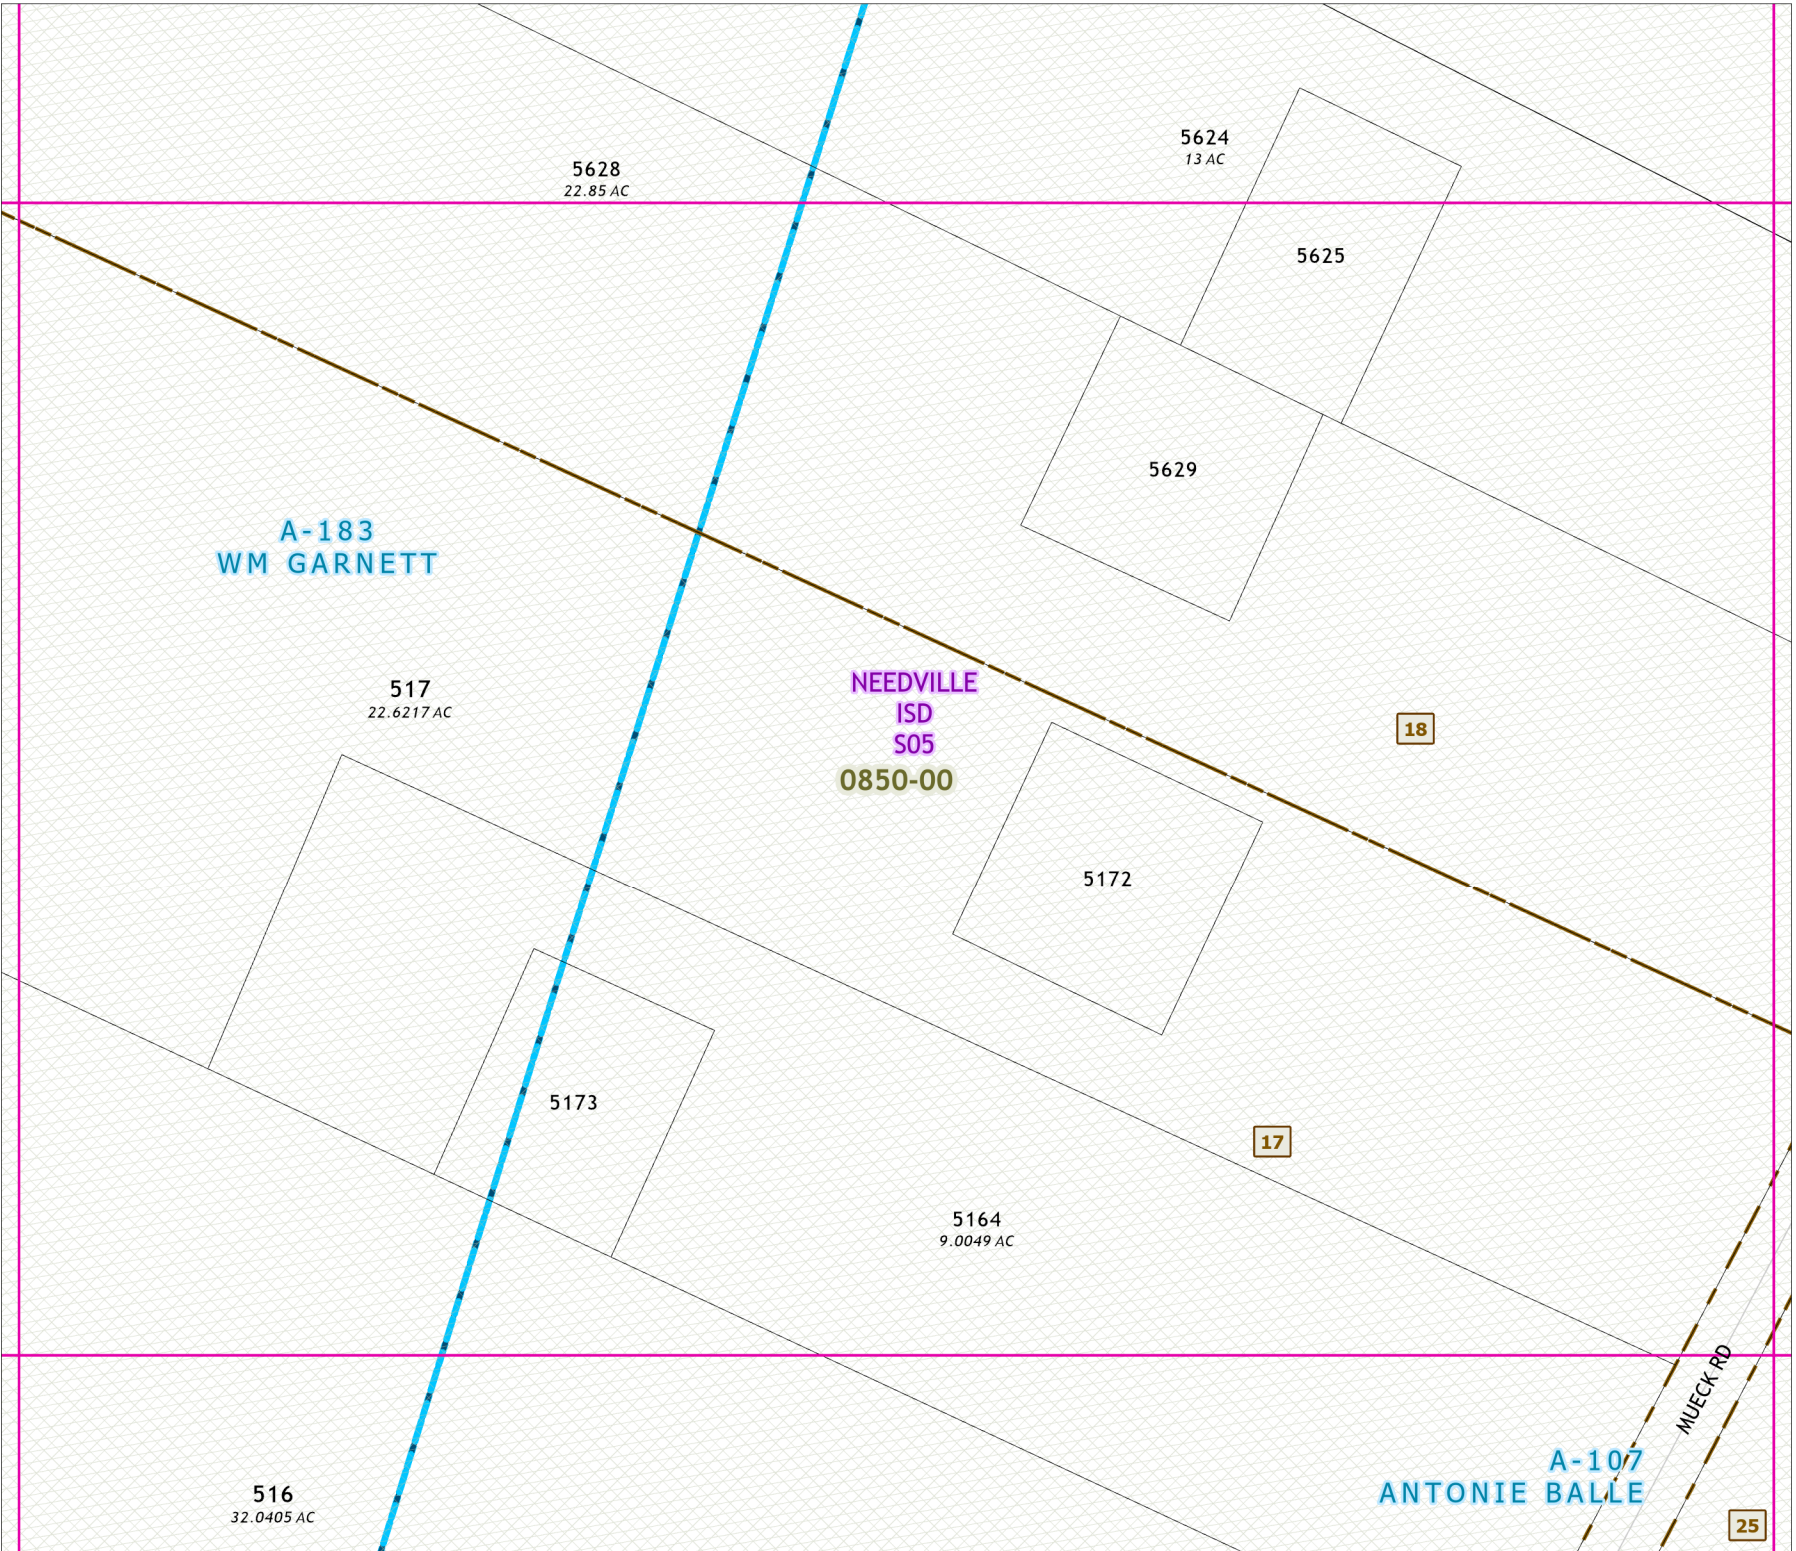 5624
13 AC
5628
22.85 AC
5625
5629
A-183
WM GARNETT
517
22.6217 AC
NEEDVILLE
ISD
S05
0850-00
18
5172
5173
17
5164
9.0049 AC
MUECK RD
A-107
ANTONIE BALLE
516
32.0405 AC
25